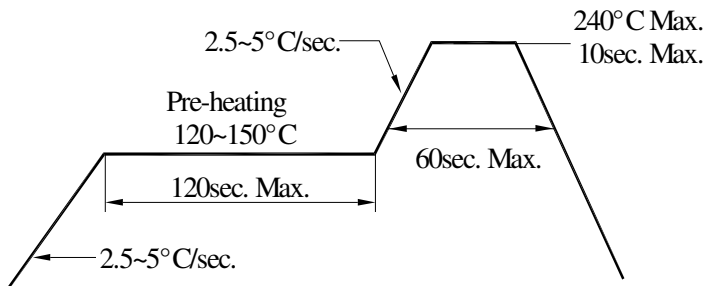 240°C Max.
10sec. Max.
2.5~5°C/sec.
Pre-heating
120~150°C
60sec. Max.
120sec. Max.
2.5~5°C/sec.